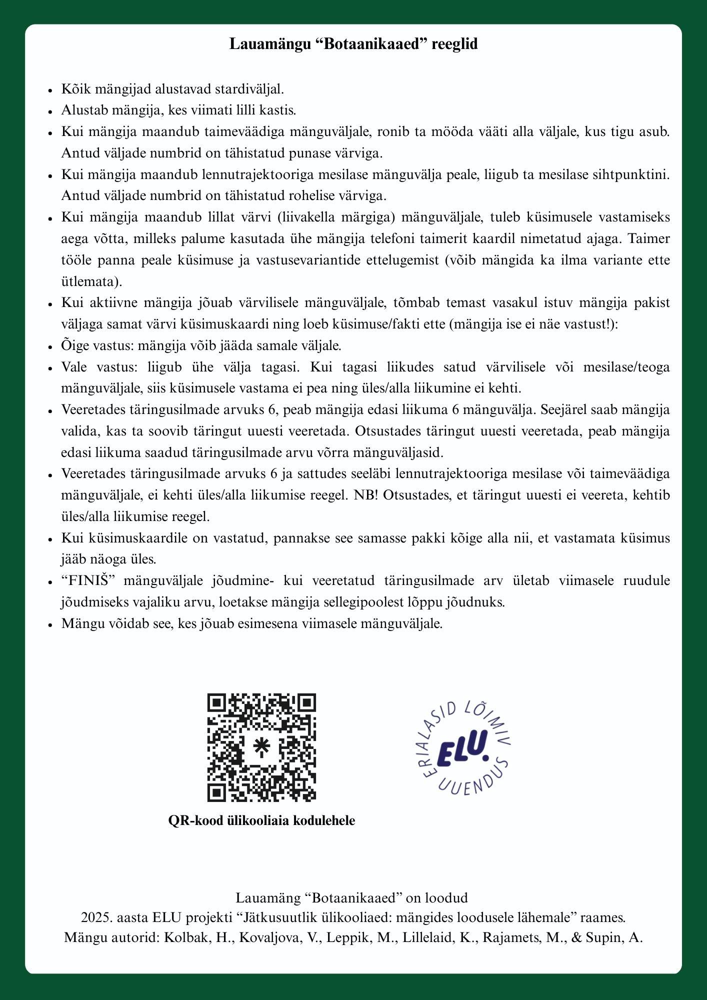 Lauamängu “Botaanikaaed” reeglid
• Kõik mängijad alustavad stardiväljal.
• Alustab mängija, kes viimati lilli kastis.
• Kui mängija maandub taimeväädiga mänguväljale, ronib ta mööda vääti alla väljale, kus tigu asub.
Antud väljade numbrid on tähistatud punase värviga.
• Kui mängija maandub lennutrajektooriga mesilase mänguvälja peale, liigub ta mesilase sihtpunktini.
Antud väljade numbrid on tähistatud rohelise värviga.
• Kui mängija maandub lillat värvi (liivakella märgiga) mänguväljale, tuleb küsimusele vastamiseks
aega võtta, milleks palume kasutada ühe mängija telefoni taimerit kaardil nimetatud ajaga. Taimer
tööle panna peale küsimuse ja vastusevariantide ettelugemist (võib mängida ka ilma variante ette
ütlemata).
• Kui aktiivne mängija jõuab värvilisele mänguväljale, tõmbab temast vasakul istuv mängija pakist
väljaga samat värvi küsimuskaardi ning loeb küsimuse/fakti ette (mängija ise ei näe vastust!):
• Õige vastus: mängija võib jääda samale väljale.
• Vale vastus: liigub ühe välja tagasi. Kui tagasi liikudes satud värvilisele või mesilase/teoga
mänguväljale, siis küsimusele vastama ei pea ning üles/alla liikumine ei kehti.
• Veeretades täringusilmade arvuks 6, peab mängija edasi liikuma 6 mänguvälja. Seejärel saab mängija
valida, kas ta soovib täringut uuesti veeretada. Otsustades täringut uuesti veeretada, peab mängija
edasi liikuma saadud täringusilmade arvu võrra mänguväljasid.
• Veeretades täringusilmade arvuks 6 ja sattudes seeläbi lennutrajektooriga mesilase või taimeväädiga
mänguväljale, ei kehti üles/alla liikumise reegel. NB! Otsustades, et täringut uuesti ei veereta, kehtib
üles/alla liikumise reegel.
• Kui küsimuskaardile on vastatud, pannakse see samasse pakki kõige alla nii, et vastamata küsimus
jääb näoga üles.
• “FINIŠ” mänguväljale jõudmine- kui veeretatud täringusilmade arv ületab viimasele ruudule
jõudmiseks vajaliku arvu, loetakse mängija sellegipoolest lõppu jõudnuks.
• Mängu võidab see, kes jõuab esimesena viimasele mänguväljale.
ERIALASID LÕIMIV
ELU.
UUENDUS
QR-kood ülikooliaia kodulehele
Lauamäng “Botaanikaaed” on loodud
2025. aasta ELU projekti “Jätkusuutlik ülikooliaed: mängides loodusele lähemale” raames.
Mängu autorid: Kolbak, H., Kovaljova, V., Leppik, M., Lillelaid, K., Rajamets, M., & Supin, A.